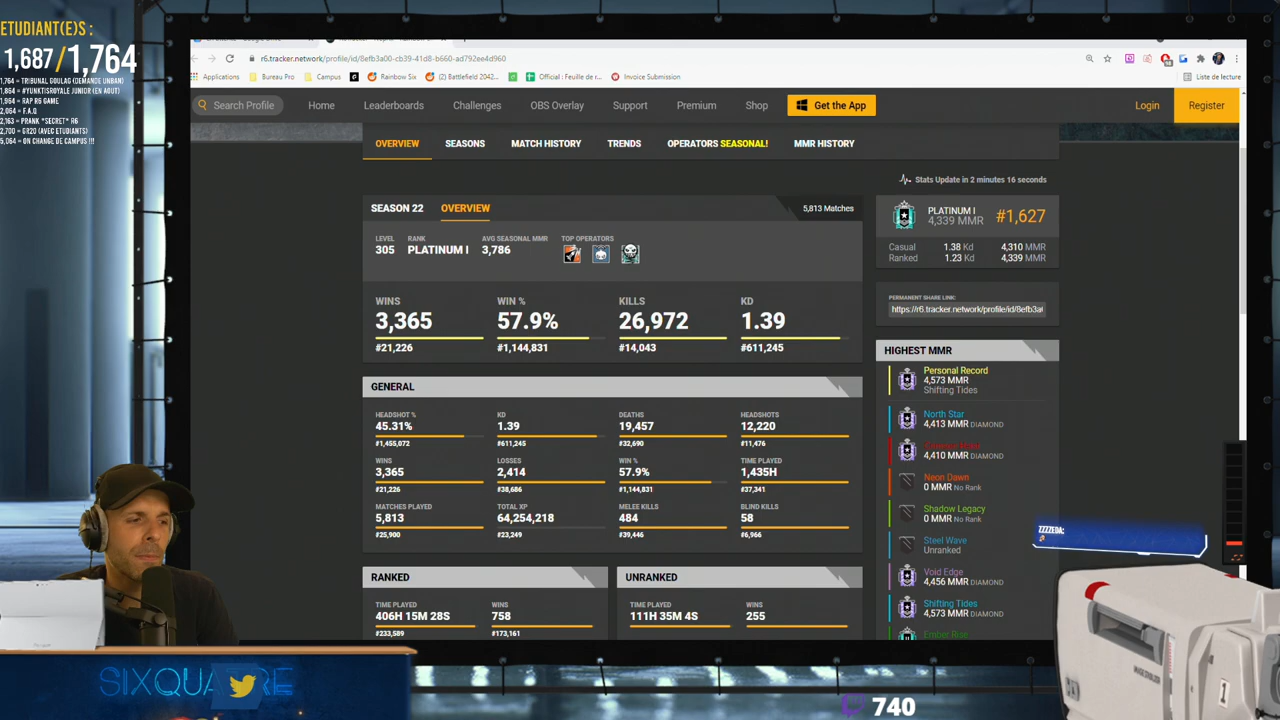 ETUDIANT(E)S :
1,687/1,764
1,764 = TRIBUNAL GOULAG (DEMANDE UNBAN)
1,864 = #YUNKTISROYALE JUNIOR (EN AOUT)
1,964 = RAP R6 GAME
2,064 = F.A.Q
2,163 = PRANK *SECRET* R6
2,700 = GR20 (AVEC ETUDIANTS)
5,064 = ON CHANGE DE CAMPUS !!!
r6.tracker.network/profile/id/8efb3a00-cb39-41d8-b660-ad792ee4d960
Applications Bureau Pro Campus Rainbow Six (2) Battlefield 2042... Official : Feuille de r... Invoice Submission Liste de lecture
Search Profile Home Leaderboards Challenges OBS Overlay Support Premium Shop Get the App Login Register
OVERVIEW SEASONS MATCH HISTORY TRENDS OPERATORS SEASONAL! MMR HISTORY
Stats Update in 2 minutes 16 seconds
SEASON 22 OVERVIEW 5,813 Matches
LEVEL RANK AVG SEASONAL MMR TOP OPERATORS
305 PLATINUM I 3,786
WINS WIN % KILLS KD
3,365 57.9% 26,972 1.39
#21,226 #1,144,831 #14,043 #611,245
GENERAL
HEADSHOT % KD DEATHS HEADSHOTS
45.31% 1.39 19,457 12,220
#1,455,072 #611,245 #32,690 #11,476
WINS LOSSES WIN % TIME PLAYED
3,365 2,414 57.9% 1,435H
#21,226 #38,686 #1,144,831 #37,341
MATCHES PLAYED TOTAL XP MELEE KILLS BLIND KILLS
5,813 64,254,218 484 58
#25,900 #23,249 #39,446 #6,966
RANKED UNRANKED
TIME PLAYED WINS TIME PLAYED WINS
406H 15M 28S 758 111H 35M 4S 255
#233,589 #173,161
PLATINUM I
4,339 MMR #1,627
Casual 1.38 Kd 4,310 MMR
Ranked 1.23 Kd 4,339 MMR
PERMANENT SHARE LINK:
https://r6.tracker.network/profile/id/8efb3a
HIGHEST MMR
Personal Record
4,573 MMR
Shifting Tides
North Star
4,413 MMR DIAMOND
4,410 MMR DIAMOND
Neon Dawn
0 MMR No Rank
Shadow Legacy
0 MMR No Rank
Steel Wave
Unranked
Void Edge
4,456 MMR DIAMOND
Shifting Tides
4,573 MMR DIAMOND
Ember Rise
ZZZZEDA:
1
SIXQUATRE
740